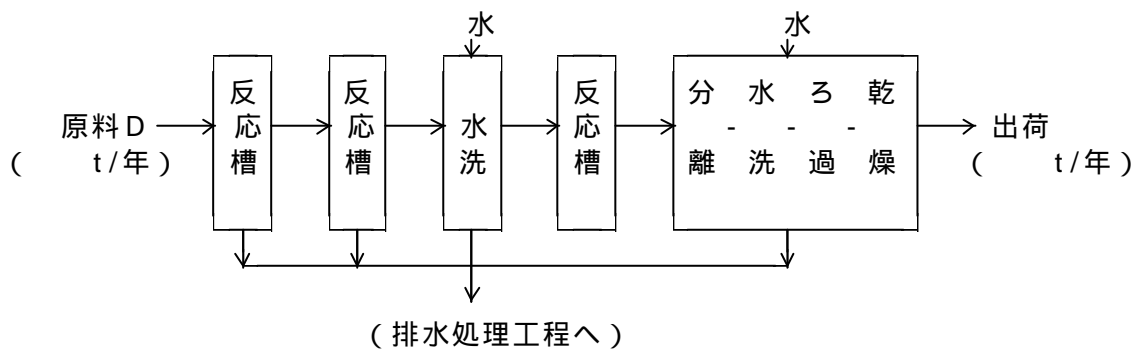 水
水
原料D
( t/年)
反応槽
反応槽
水洗
反応槽
分離-水洗-ろ過-乾燥
出荷
( t/年)
(排水処理工程へ)